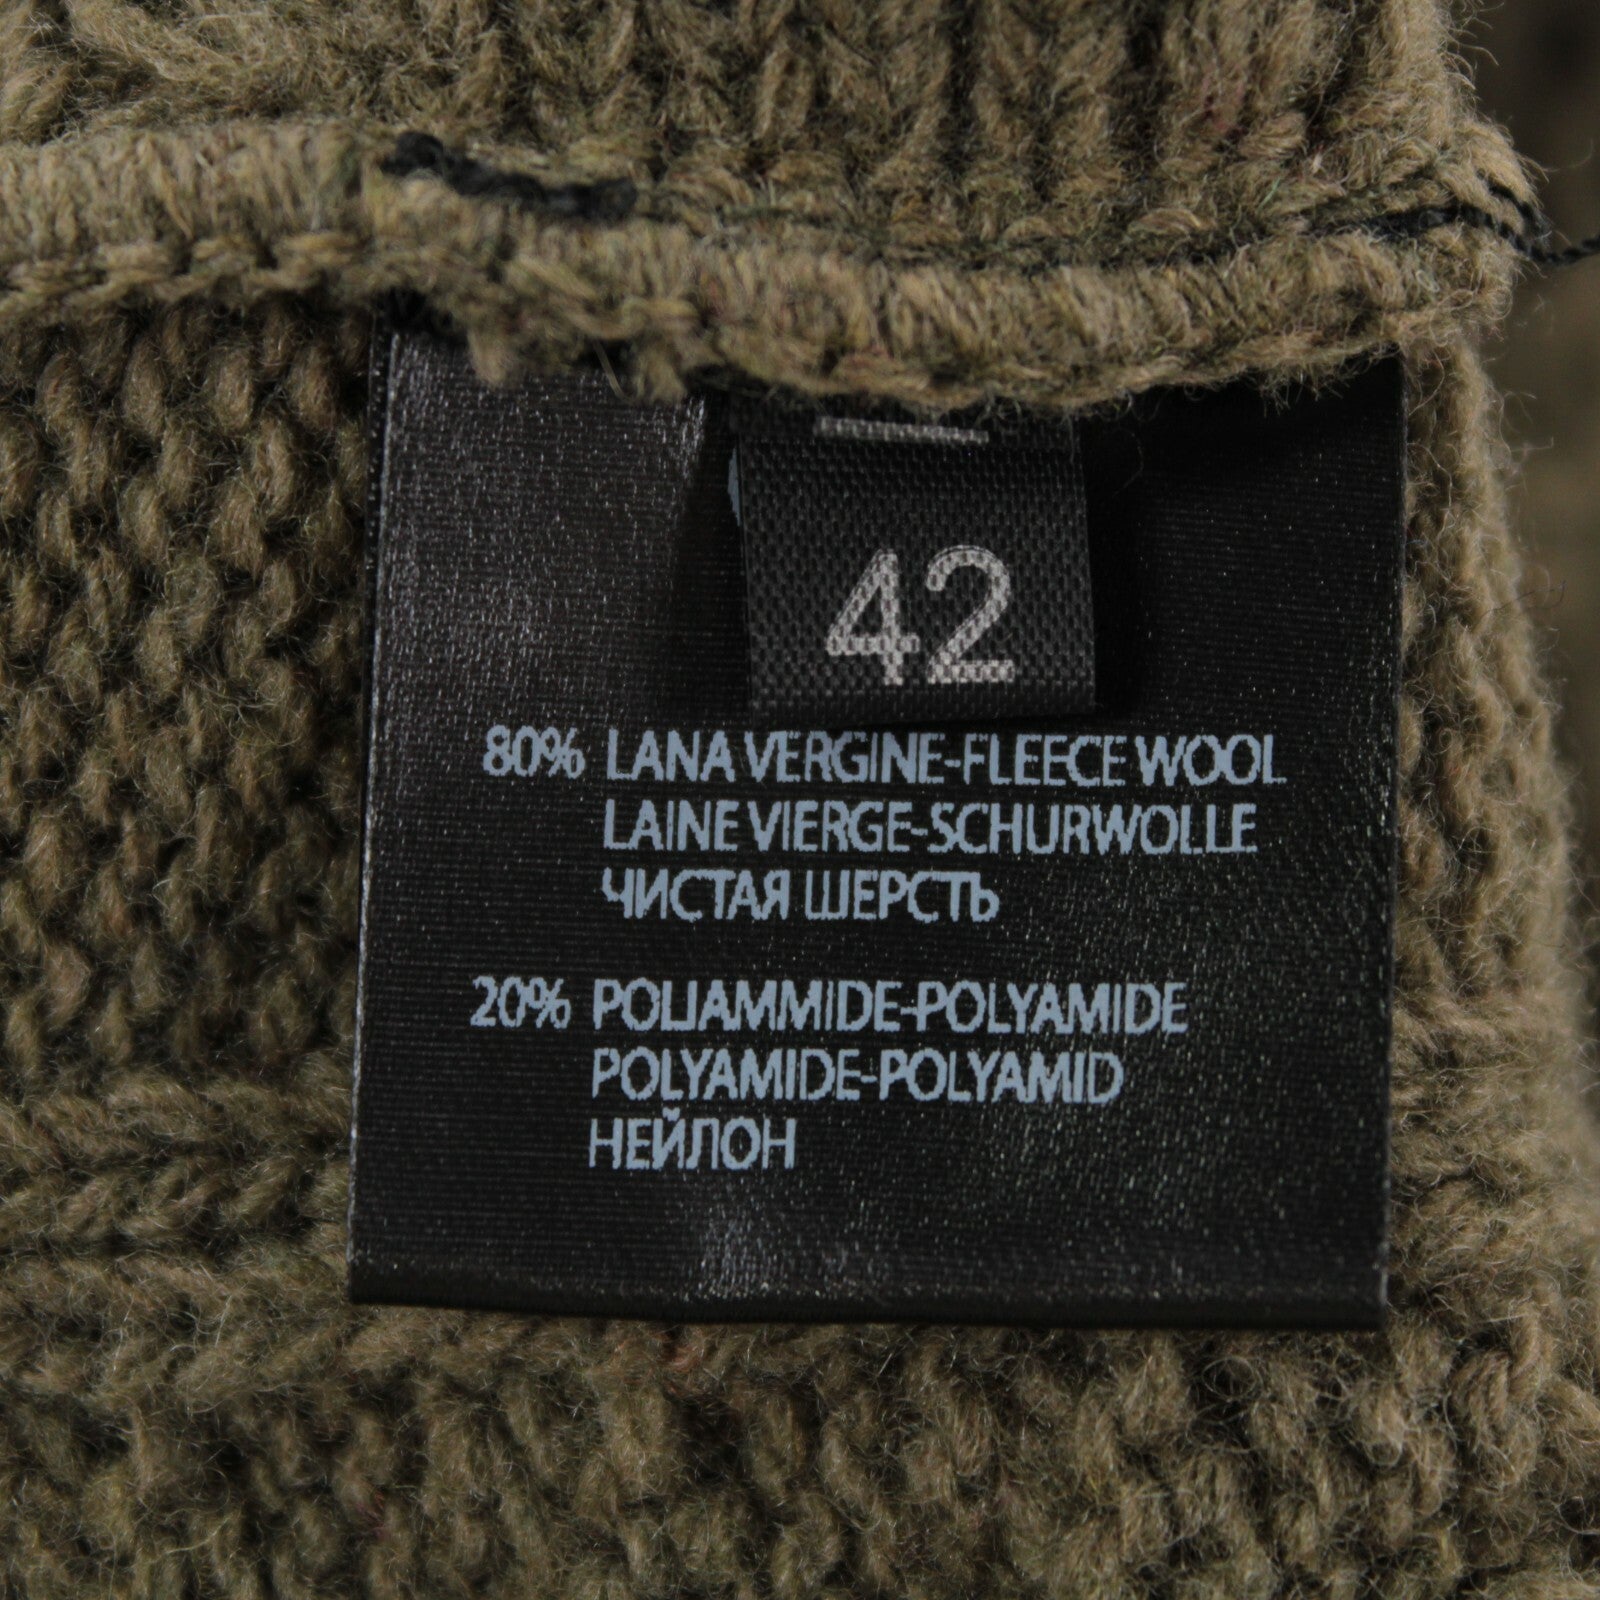 42
80% LANA VERGINE-FLEECE WOOL
LAINE VIERGE-SCHURWOLLE
ЧИСТАЯ ШЕРСТЬ
20% POLIAMMIDE-POLYAMIDE
POLYAMIDE-POLYAMID
НЕЙЛОН